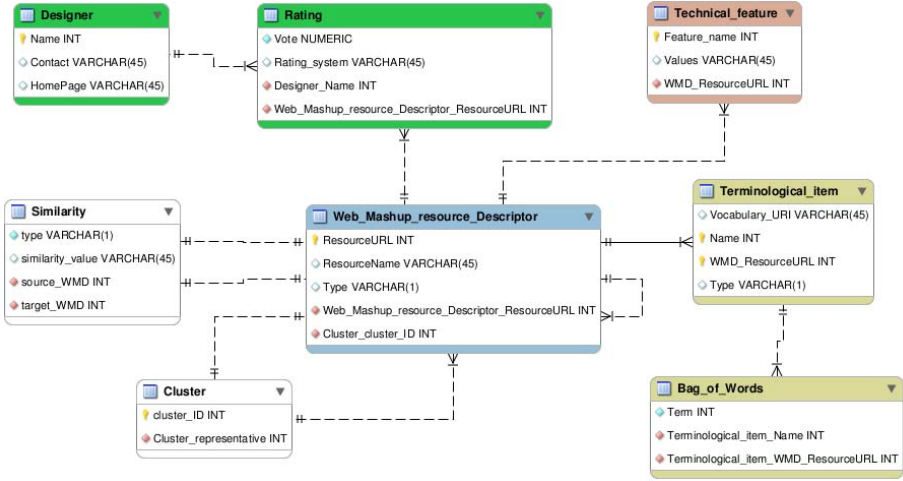 Designer
Name INT
Contact VARCHAR(45)
HomePage VARCHAR(45)
Rating
Vote NUMERIC
Rating_system VARCHAR(45)
Designer_Name INT
Web_Mashup_resource_Descriptor_ResourceURL INT
Technical_feature
Feature_name INT
Values VARCHAR(45)
WMD_ResourceURL INT
Similarity
type VARCHAR(1)
similarity_value VARCHAR(45)
source_WMD INT
target_WMD INT
Web_Mashup_resource_Descriptor
ResourceURL INT
ResourceName VARCHAR(45)
Type VARCHAR(1)
Web_Mashup_resource_Descriptor_ResourceURL INT
Cluster_cluster_ID INT
Terminological_item
Vocabulary_URI VARCHAR(45)
Name INT
WMD_ResourceURL INT
Type VARCHAR(1)
Cluster
cluster_ID INT
Cluster_representative INT
Bag_of_Words
Term INT
Terminological_item_Name INT
Terminological_item_WMD_ResourceURL INT